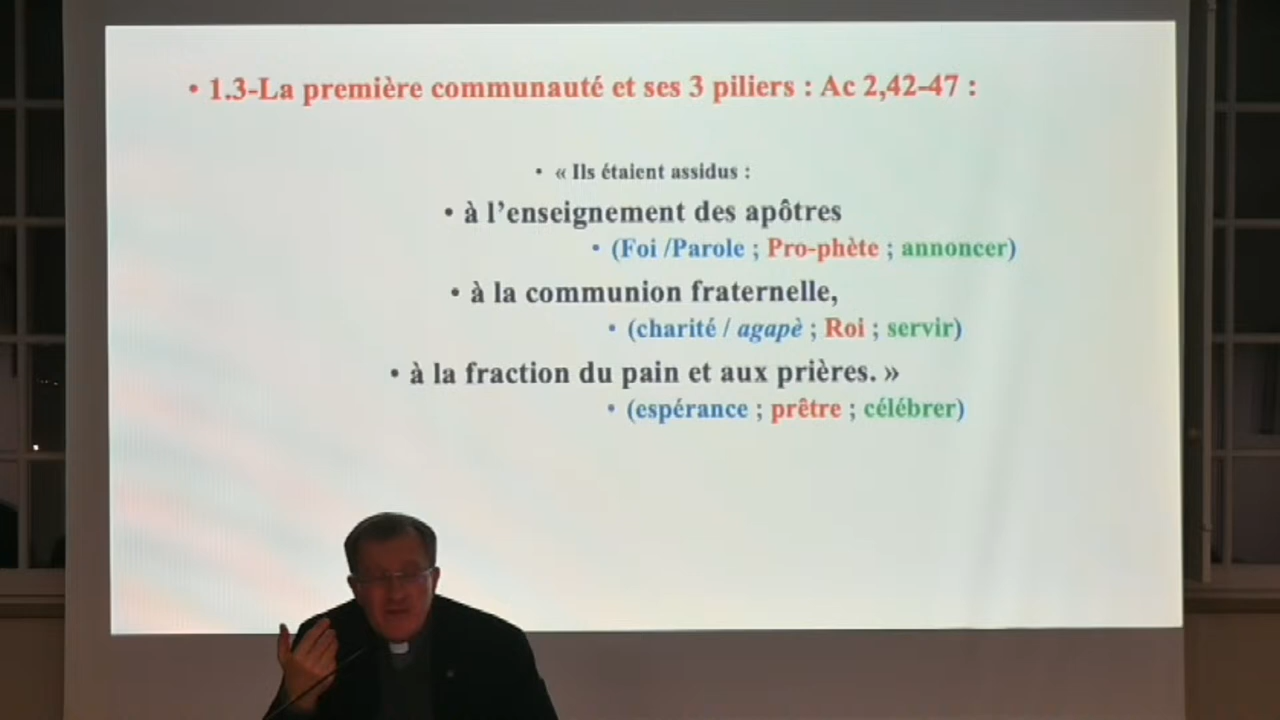 • 1.3-La première communauté et ses 3 piliers : Ac 2,42-47 :
• « Ils étaient assidus :
• à l’enseignement des apôtres
• (Foi /Parole ; Pro-phète ; annoncer)
• à la communion fraternelle,
• (charité / agapè ; Roi ; servir)
• à la fraction du pain et aux prières. »
• (espérance ; prêtre ; célébrer)